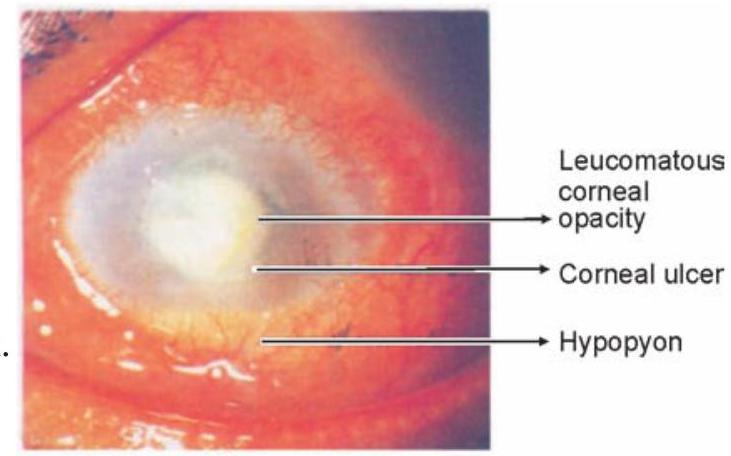 Leucomatous
corneal
opacity
Corneal ulcer
Hypopyon
.